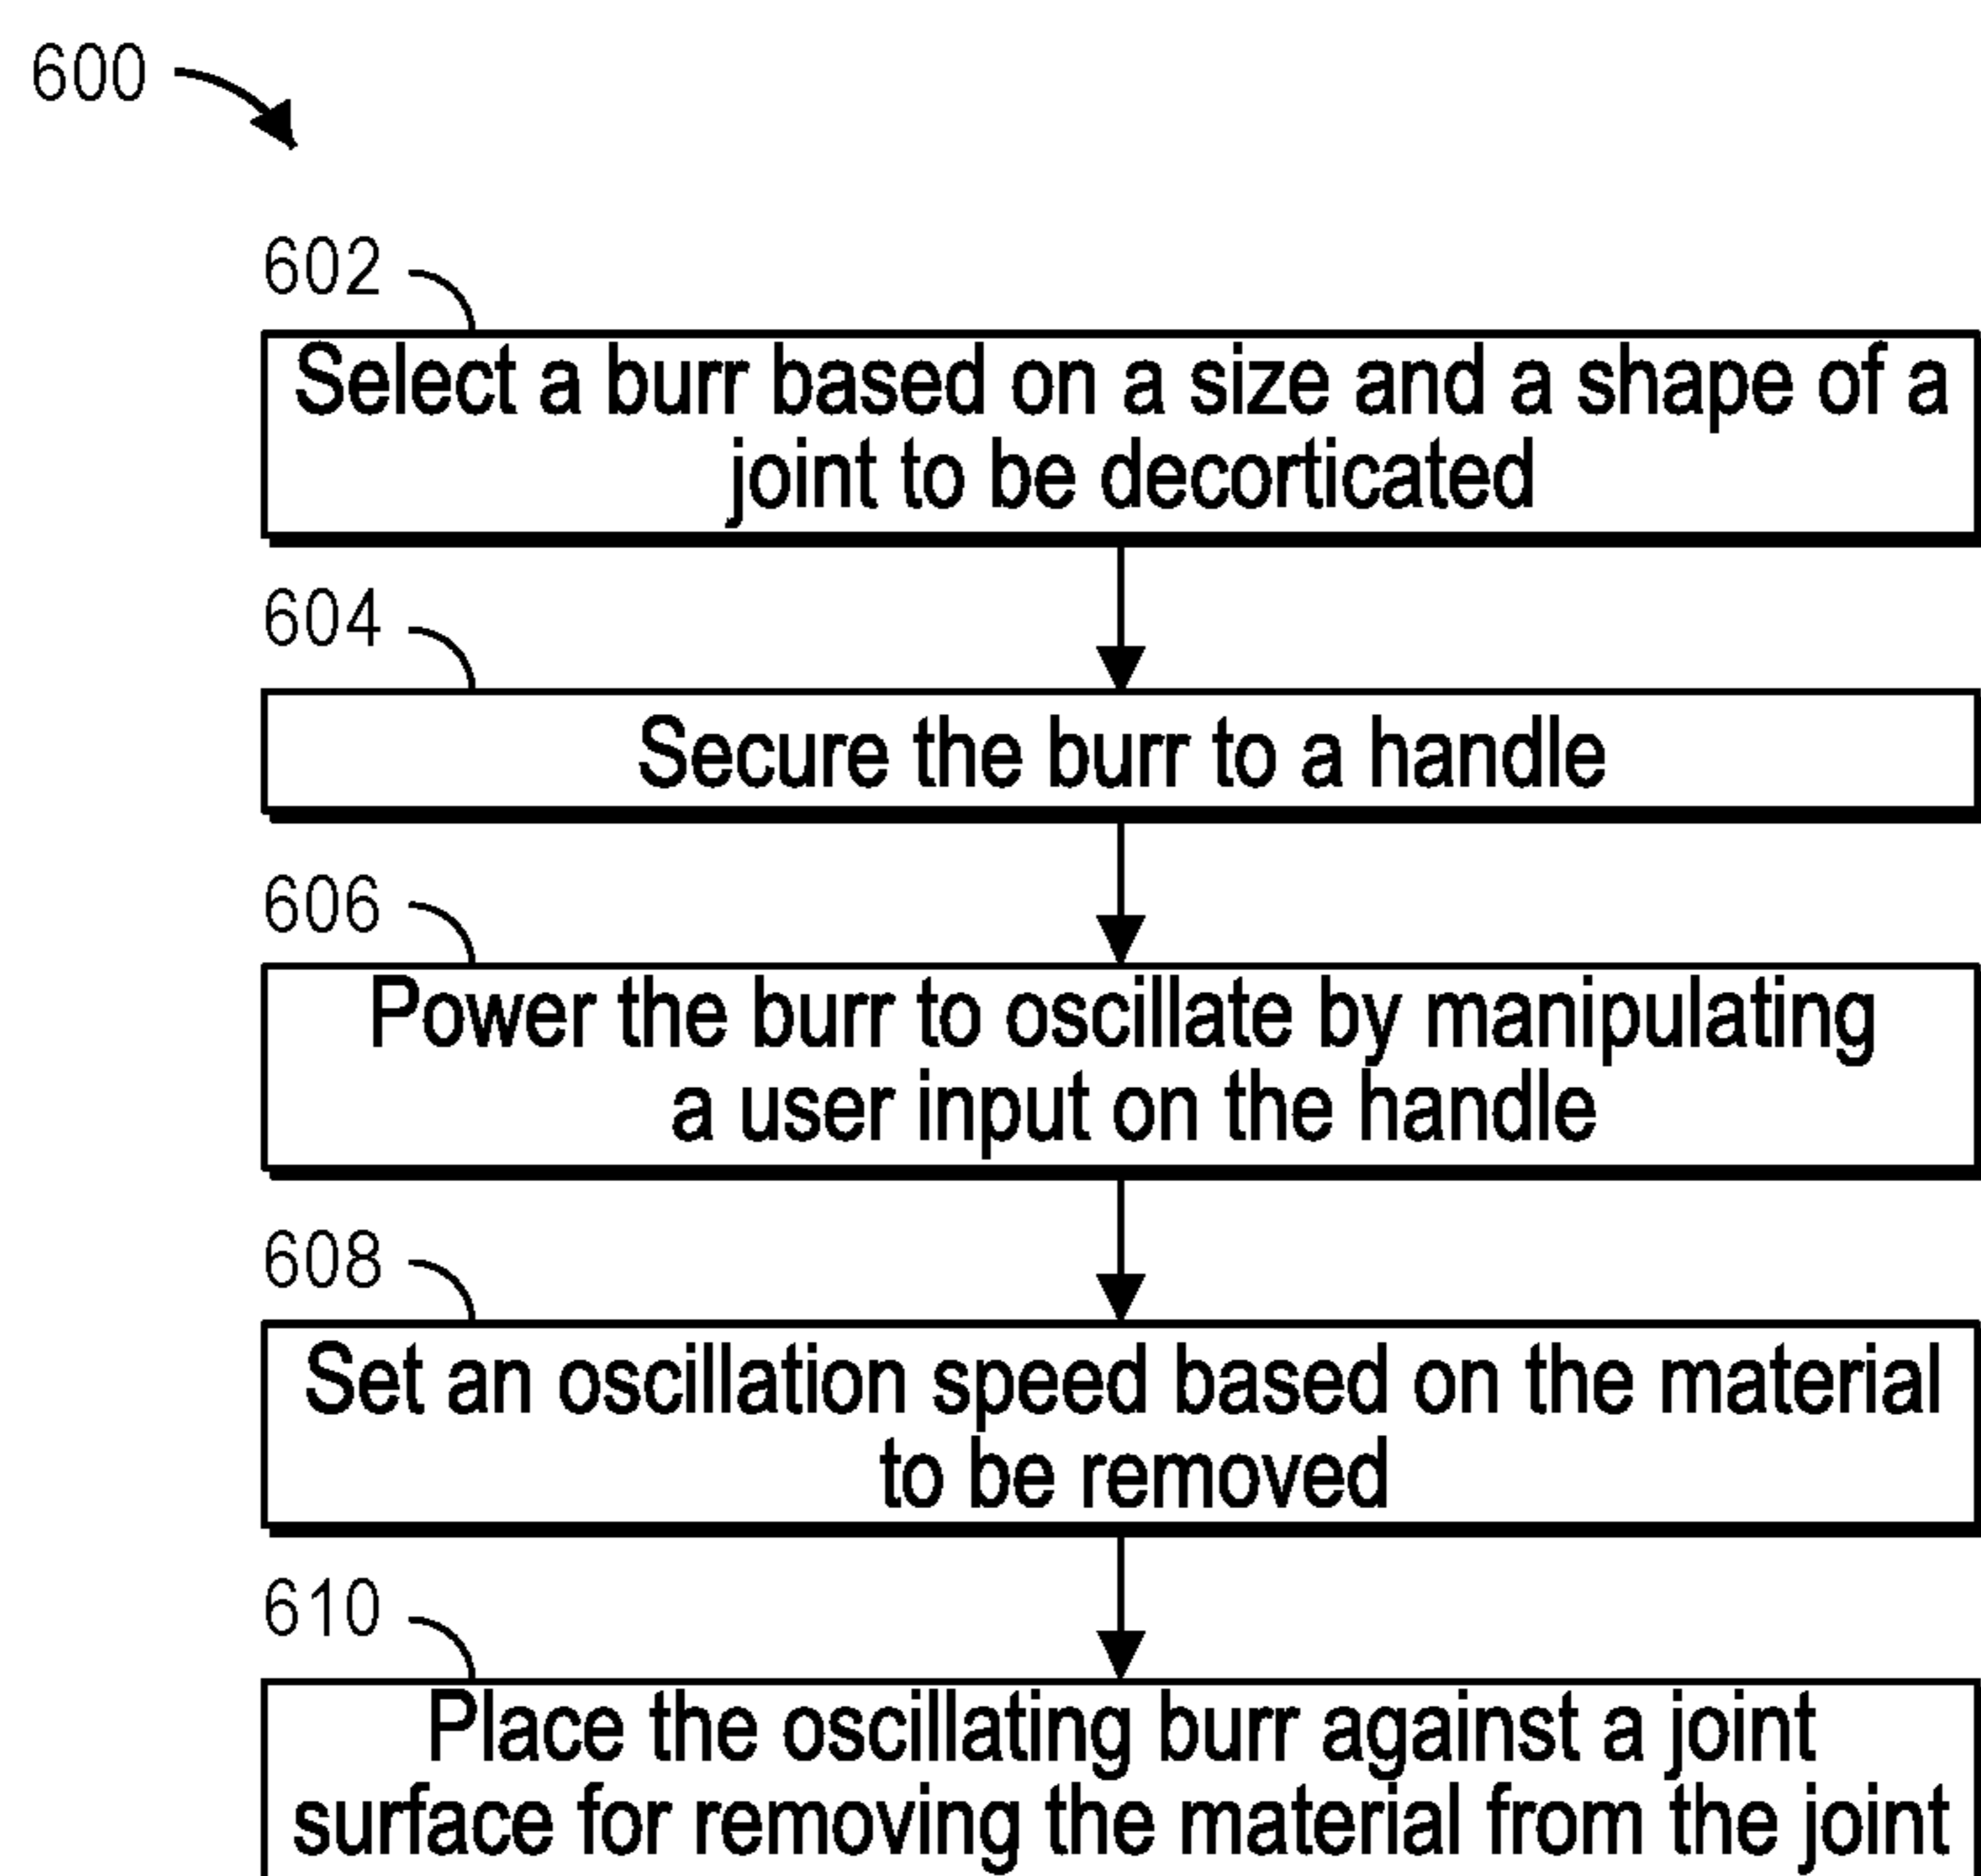 600
602
Select a burr based on a size and a shape of a
joint to be decorticated
604
Secure the burr to a handle
606
Power the burr to oscillate by manipulating
a user input on the handle
608
Set an oscillation speed based on the material
to be removed
610
Place the oscillating burr against a joint
surface for removing the material from the joint